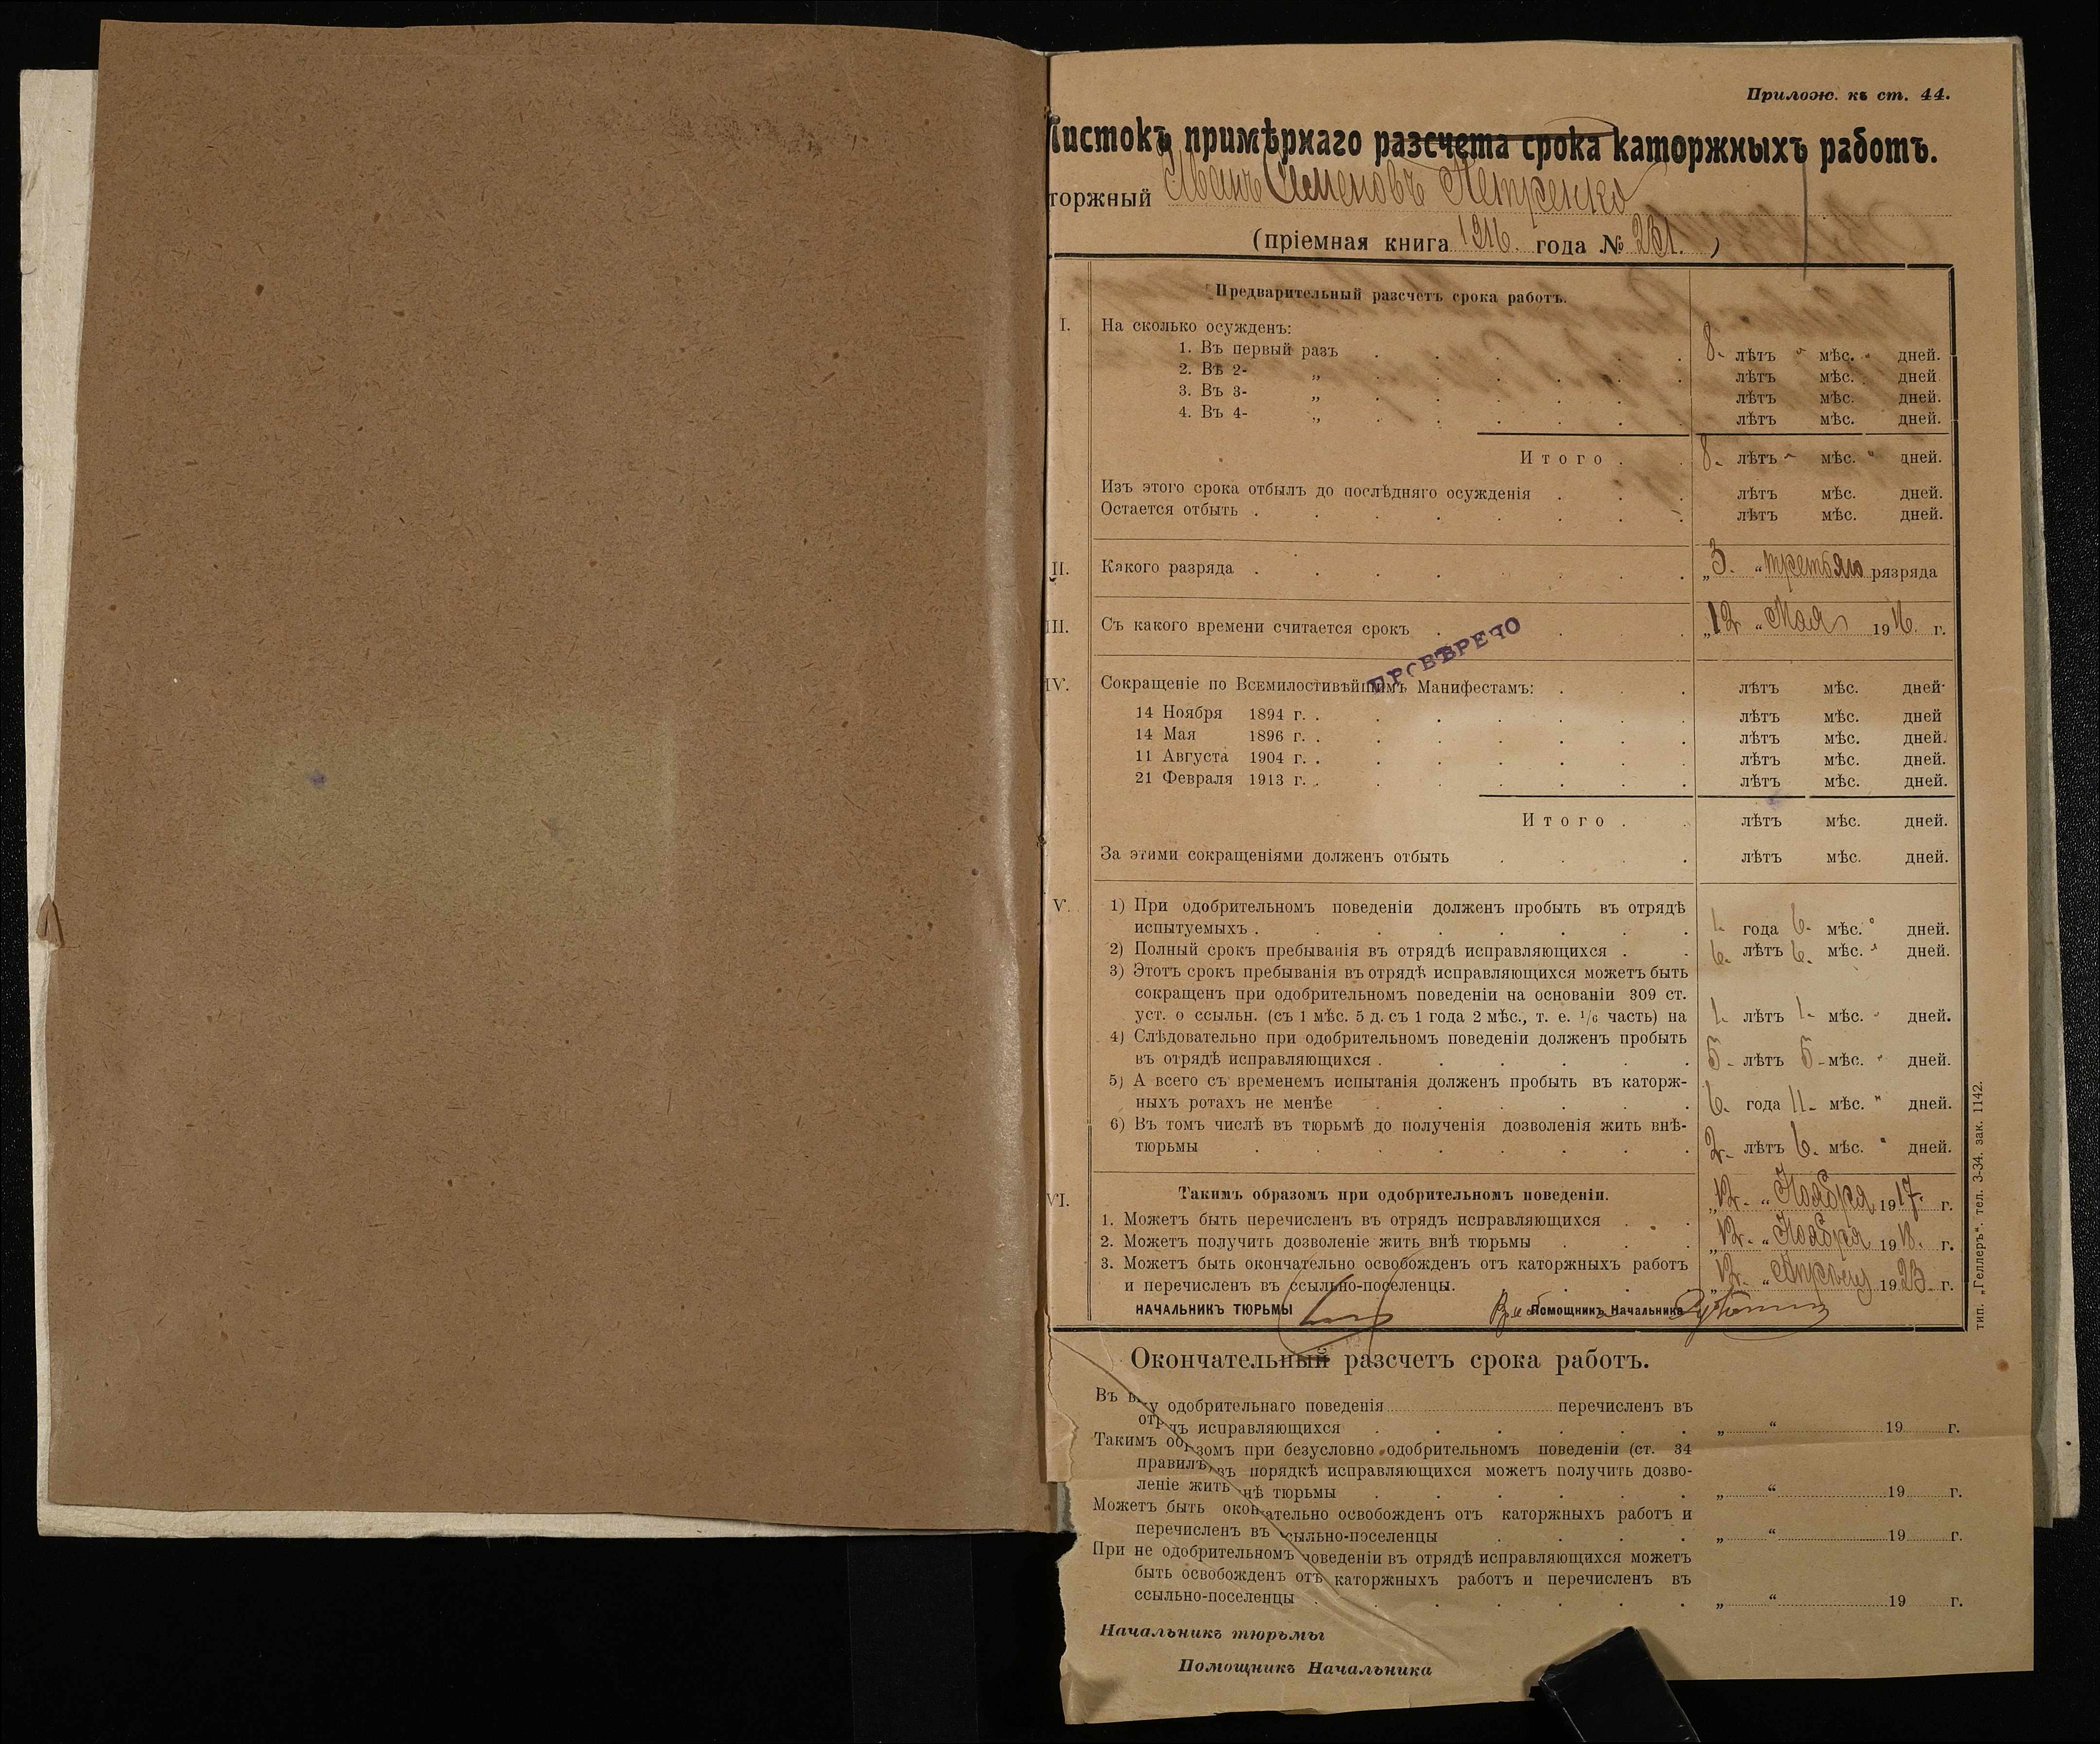 Прилож. къ ст. 44.
Листокъ примѣрнаго разсчета срока каторжныхъ работъ.
торжный Иванъ Семеновъ Петренко
(пріемная книга 1916. года № 231. )
Предварительный разсчетъ срока работъ.
I. На сколько осужденъ:
1. Въ первый разъ 8. лѣтъ " мѣс. " дней.
2. Въ 2- „ лѣтъ мѣс. дней
3. Въ 3- „ лѣтъ мѣс. дней.
4. Въ 4- „ лѣтъ мѣс. дней.
Итого . 8. лѣтъ " мѣс. " дней.
Изъ этого срока отбылъ до послѣдняго осужденія лѣтъ мѣс. дней.
Остается отбыть . лѣтъ мѣс. дней.
II. Какого разряда . „3. “ третьяго рязряда
III. Съ какого времени считается срокъ „12 “ Мая 1916. г.
ПРОВѢРЕНО
IV. Сокращеніе по Всемилостивѣйшимъ Манифестамъ: лѣтъ мѣс. дней
14 Ноября 1894 г. . лѣтъ мѣс. дней
14 Мая 1896 г. . лѣтъ мѣс. дней.
11 Августа 1904 г. . лѣтъ мѣс. дней.
21 Февраля 1913 г. . лѣтъ мѣс. дней.
Итого . лѣтъ мѣс. дней.
За этими сокращеніями долженъ отбыть лѣтъ мѣс. дней.
V. 1) При одобрительномъ поведеніи долженъ пробыть въ отрядѣ
испытуемыхъ . 1. года 6. мѣс. " дней.
2) Полный срокъ пребыванія въ отрядѣ исправляющихся . 6. лѣтъ 6. мѣс. " дней.
3) Этотъ срокъ пребыванія въ отрядѣ исправляющихся можетъ быть
сокращенъ при одобрительномъ поведеніи на основаніи 309 ст.
уст. о ссыльн. (съ 1 мѣс. 5 д. съ 1 года 2 мѣс., т. е. 1/6 часть) на 1. лѣтъ 1. мѣс. " дней.
4) Слѣдовательно при одобрительномъ поведеніи долженъ пробыть
въ отрядѣ исправляющихся . 5. лѣтъ 5. мѣс. " дней.
5) А всего съ временемъ испытанія долженъ пробыть въ каторж-
ныхъ ротахъ не менѣе 6. года 11. мѣс. " дней.
6) Въ томъ числѣ въ тюрьмѣ до полученія дозволенія жить внѣ-
тюрьмы 2. лѣтъ 6. мѣс. " дней.
VI. Такимъ образомъ при одобрительномъ поведеніи.
1. Можетъ быть перечисленъ въ отрядъ исправляющихся „12. “ Ноября 1917. г.
2. Можетъ получить дозволеніе жить внѣ тюрьмы „12. “ Ноября 1918. г.
3. Можетъ быть окончательно освобожденъ отъ каторжныхъ работъ
и перечисленъ въ ссыльно-поселенцы. „12. “ Апрѣля 1923. г.
НАЧАЛЬНИКЪ ТЮРЬМЫ Помощникъ Начальника
тип. „Геллеръ“. тел. 3-34. зак. 1142.
Окончательный разсчетъ срока работъ.
Въ виду одобрительнаго поведенія перечисленъ въ
отрядъ исправляющихся „ “ 19 г.
Такимъ образомъ при безусловно одобрительномъ поведеніи (ст. 34
правилъ, въ порядкѣ исправляющихся можетъ получить дозво-
леніе жить внѣ тюрьмы „ “ 19 г.
Можетъ быть окончательно освобожденъ отъ каторжныхъ работъ и
перечисленъ въ ссыльно-поселенцы „ “ 19 г.
При не одобрительномъ поведеніи въ отрядѣ исправляющихся можетъ
быть освобожденъ отъ каторжныхъ работъ и перечисленъ въ
ссыльно-поселенцы . „ “ 19 г.
Начальникъ тюрьмы
Помощникъ Начальника